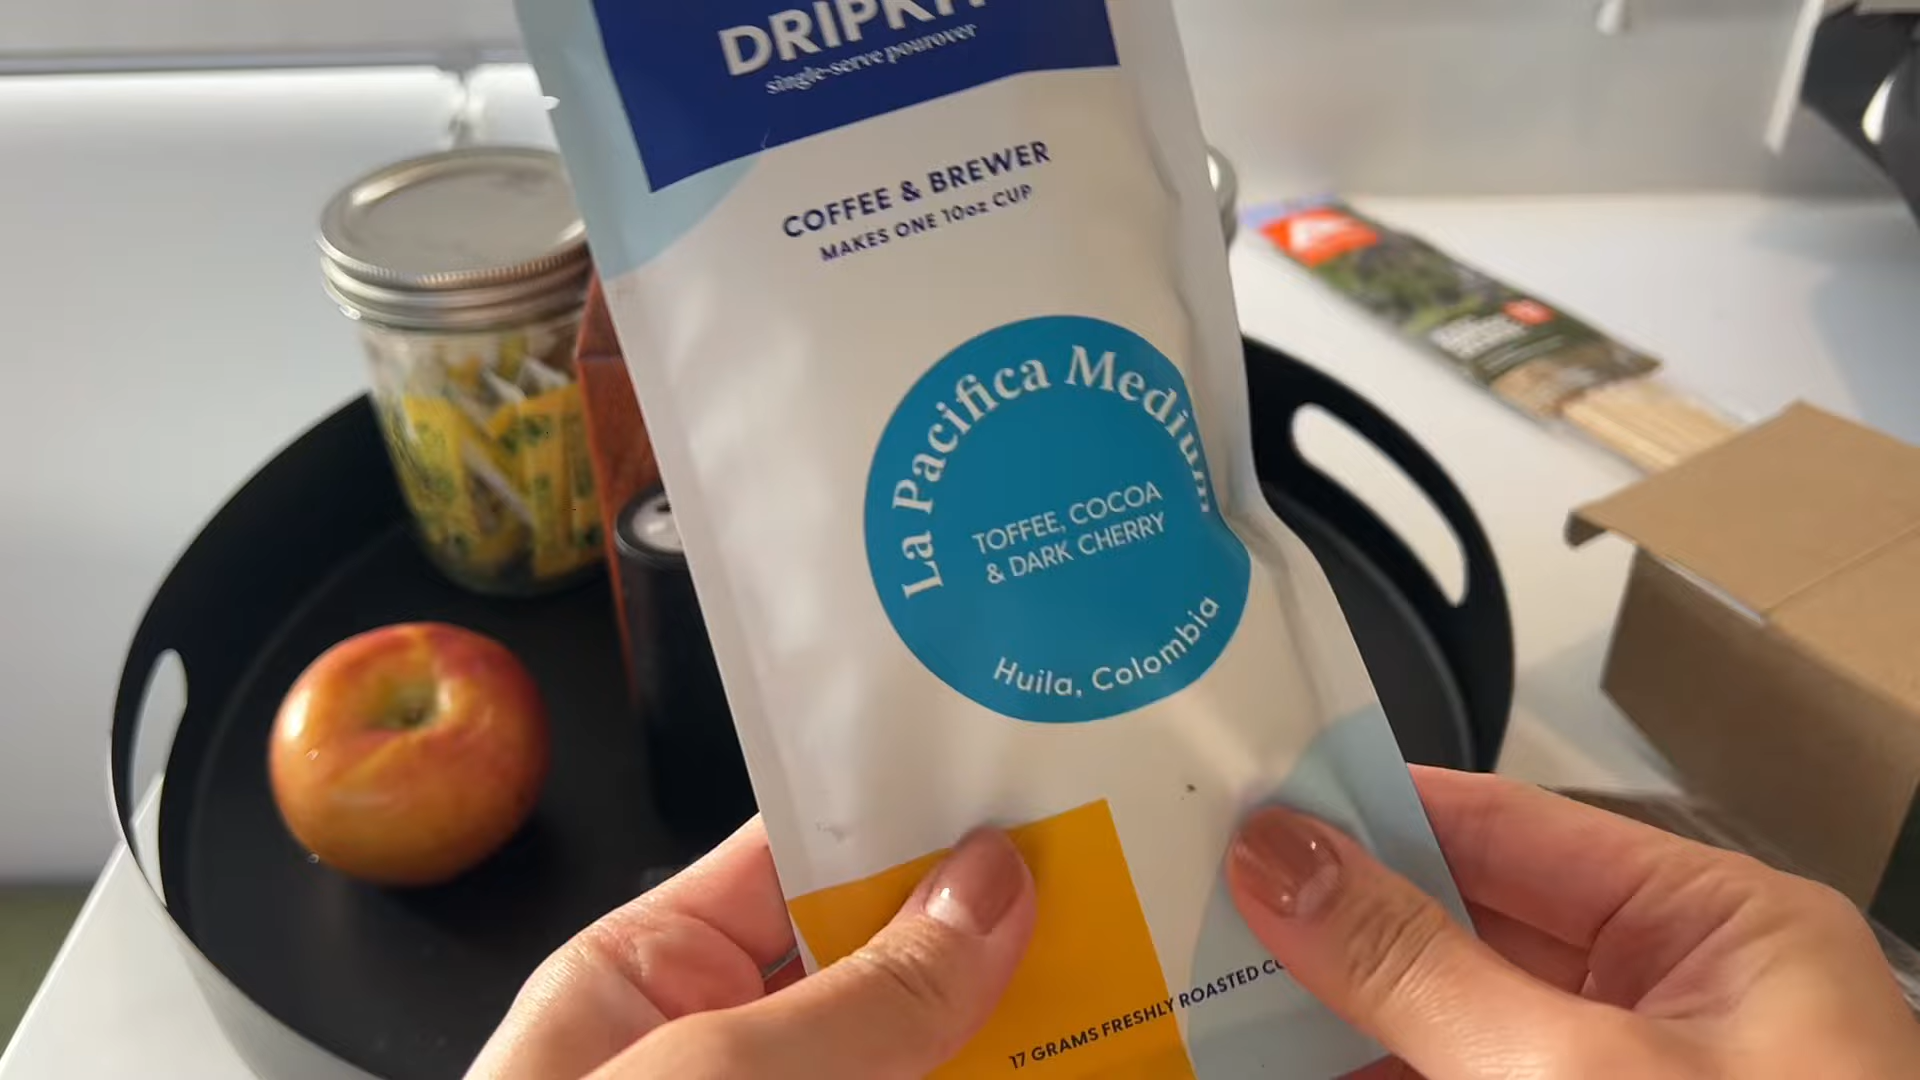 DRIPKIT
single-serve pourover
COFFEE & BREWER
MAKES ONE 10oz CUP
La Pacifica Medium
TOFFEE, COCOA
& DARK CHERRY
Huila, Colombia
17 GRAMS FRESHLY ROASTED